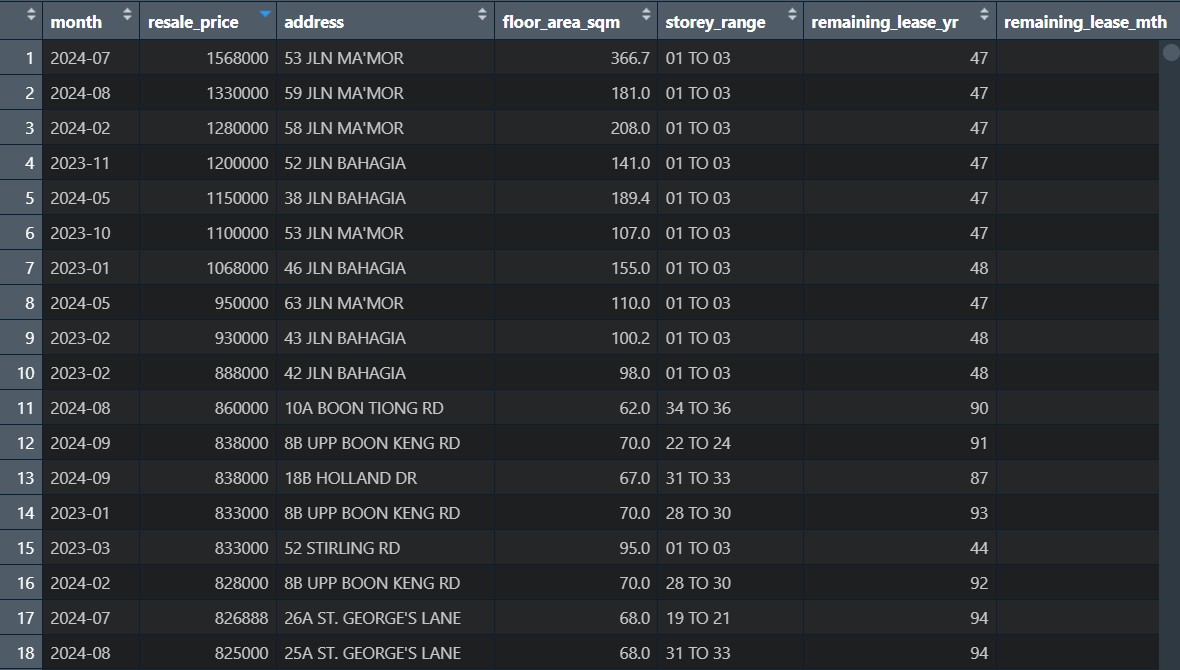 month resale_price address floor_area_sqm storey_range remaining_lease_yr remaining_lease_mth
1 2024-07 1568000 53 JLN MA'MOR 366.7 01 TO 03 47
2 2024-08 1330000 59 JLN MA'MOR 181.0 01 TO 03 47
3 2024-02 1280000 58 JLN MA'MOR 208.0 01 TO 03 47
4 2023-11 1200000 52 JLN BAHAGIA 141.0 01 TO 03 47
5 2024-05 1150000 38 JLN BAHAGIA 189.4 01 TO 03 47
6 2023-10 1100000 53 JLN MA'MOR 107.0 01 TO 03 47
7 2023-01 1068000 46 JLN BAHAGIA 155.0 01 TO 03 48
8 2024-05 950000 63 JLN MA'MOR 110.0 01 TO 03 47
9 2023-02 930000 43 JLN BAHAGIA 100.2 01 TO 03 48
10 2023-02 888000 42 JLN BAHAGIA 98.0 01 TO 03 48
11 2024-08 860000 10A BOON TIONG RD 62.0 34 TO 36 90
12 2024-09 838000 8B UPP BOON KENG RD 70.0 22 TO 24 91
13 2024-09 838000 18B HOLLAND DR 67.0 31 TO 33 87
14 2023-01 833000 8B UPP BOON KENG RD 70.0 28 TO 30 93
15 2023-03 833000 52 STIRLING RD 95.0 01 TO 03 44
16 2024-02 828000 8B UPP BOON KENG RD 70.0 28 TO 30 92
17 2024-07 826888 26A ST. GEORGE'S LANE 68.0 19 TO 21 94
18 2024-08 825000 25A ST. GEORGE'S LANE 68.0 31 TO 33 94